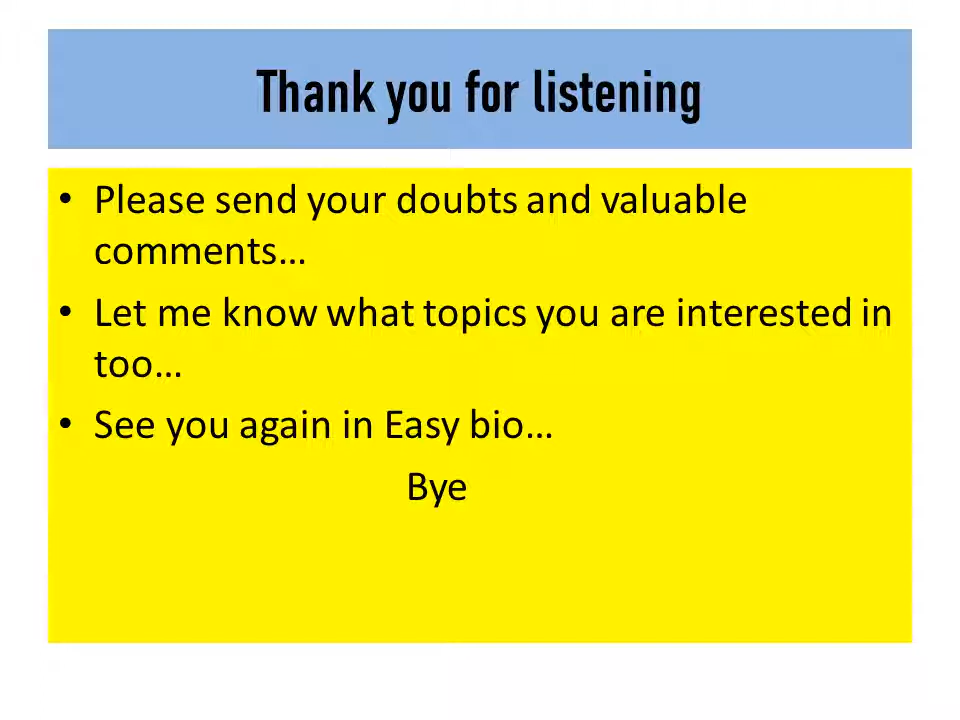 Thank you for listening
• Please send your doubts and valuable
comments…
• Let me know what topics you are interested in
too…
• See you again in Easy bio…
Bye